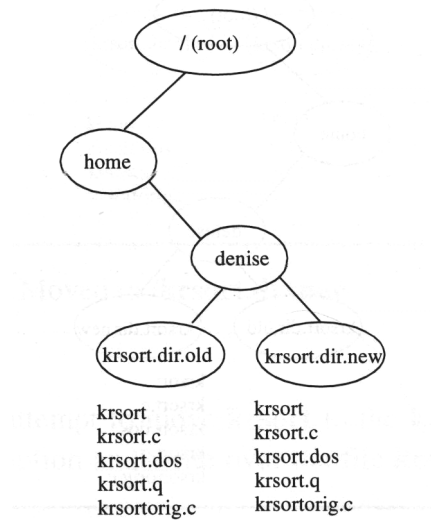 / (root)
home
denise
krsort.dir.old
krsort.dir.new
krsort
krsort.c
krsort.dos
krsort.q
krsortorig.c
krsort
krsort.c
krsort.dos
krsort.q
krsortorig.c